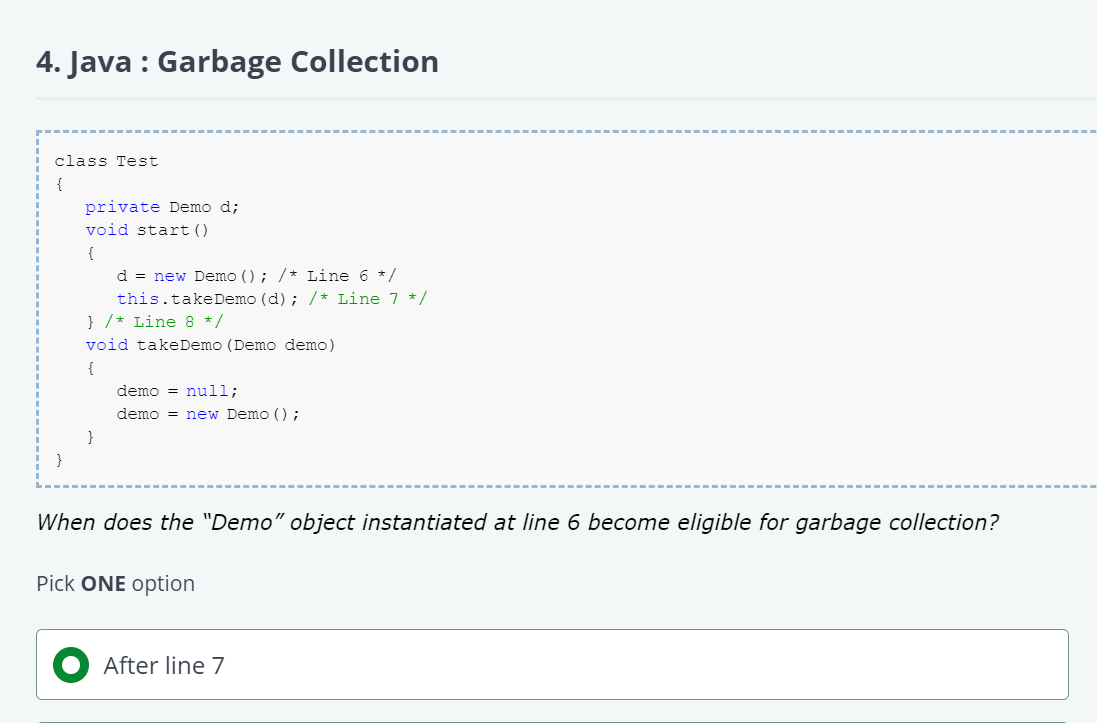 4. Java : Garbage Collection
class Test
{
private Demo d;
void start()
{
d = new Demo(); /* Line 6 */
this.takeDemo(d); /* Line 7 */
} /* Line 8 */
void takeDemo(Demo demo)
{
demo = null;
demo = new Demo();
}
}
When does the “Demo” object instantiated at line 6 become eligible for garbage collection?
Pick ONE option
After line 7